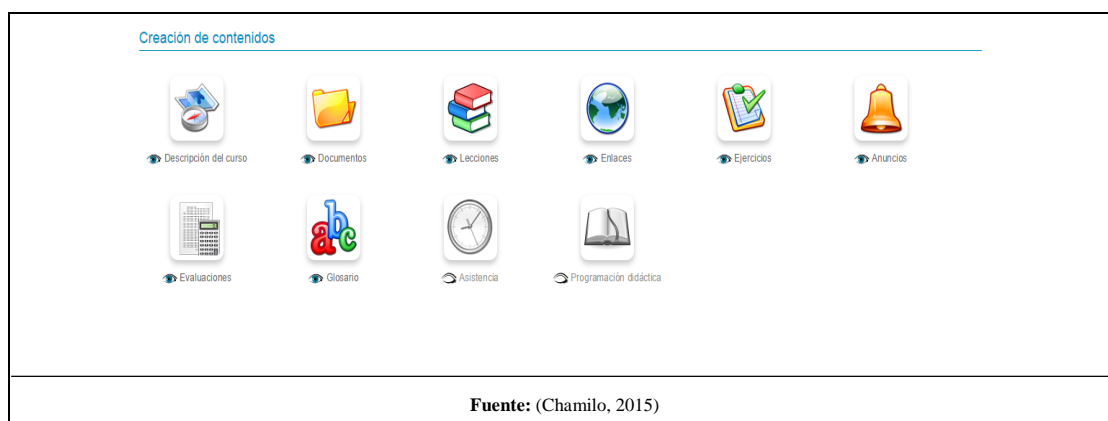 Creación de contenidos
Descripción del curso Documentos Lecciones Enlaces Ejercicios Anuncios
abc
Evaluaciones Glosario Asistencia Programación didáctica
Fuente: (Chamilo, 2015)